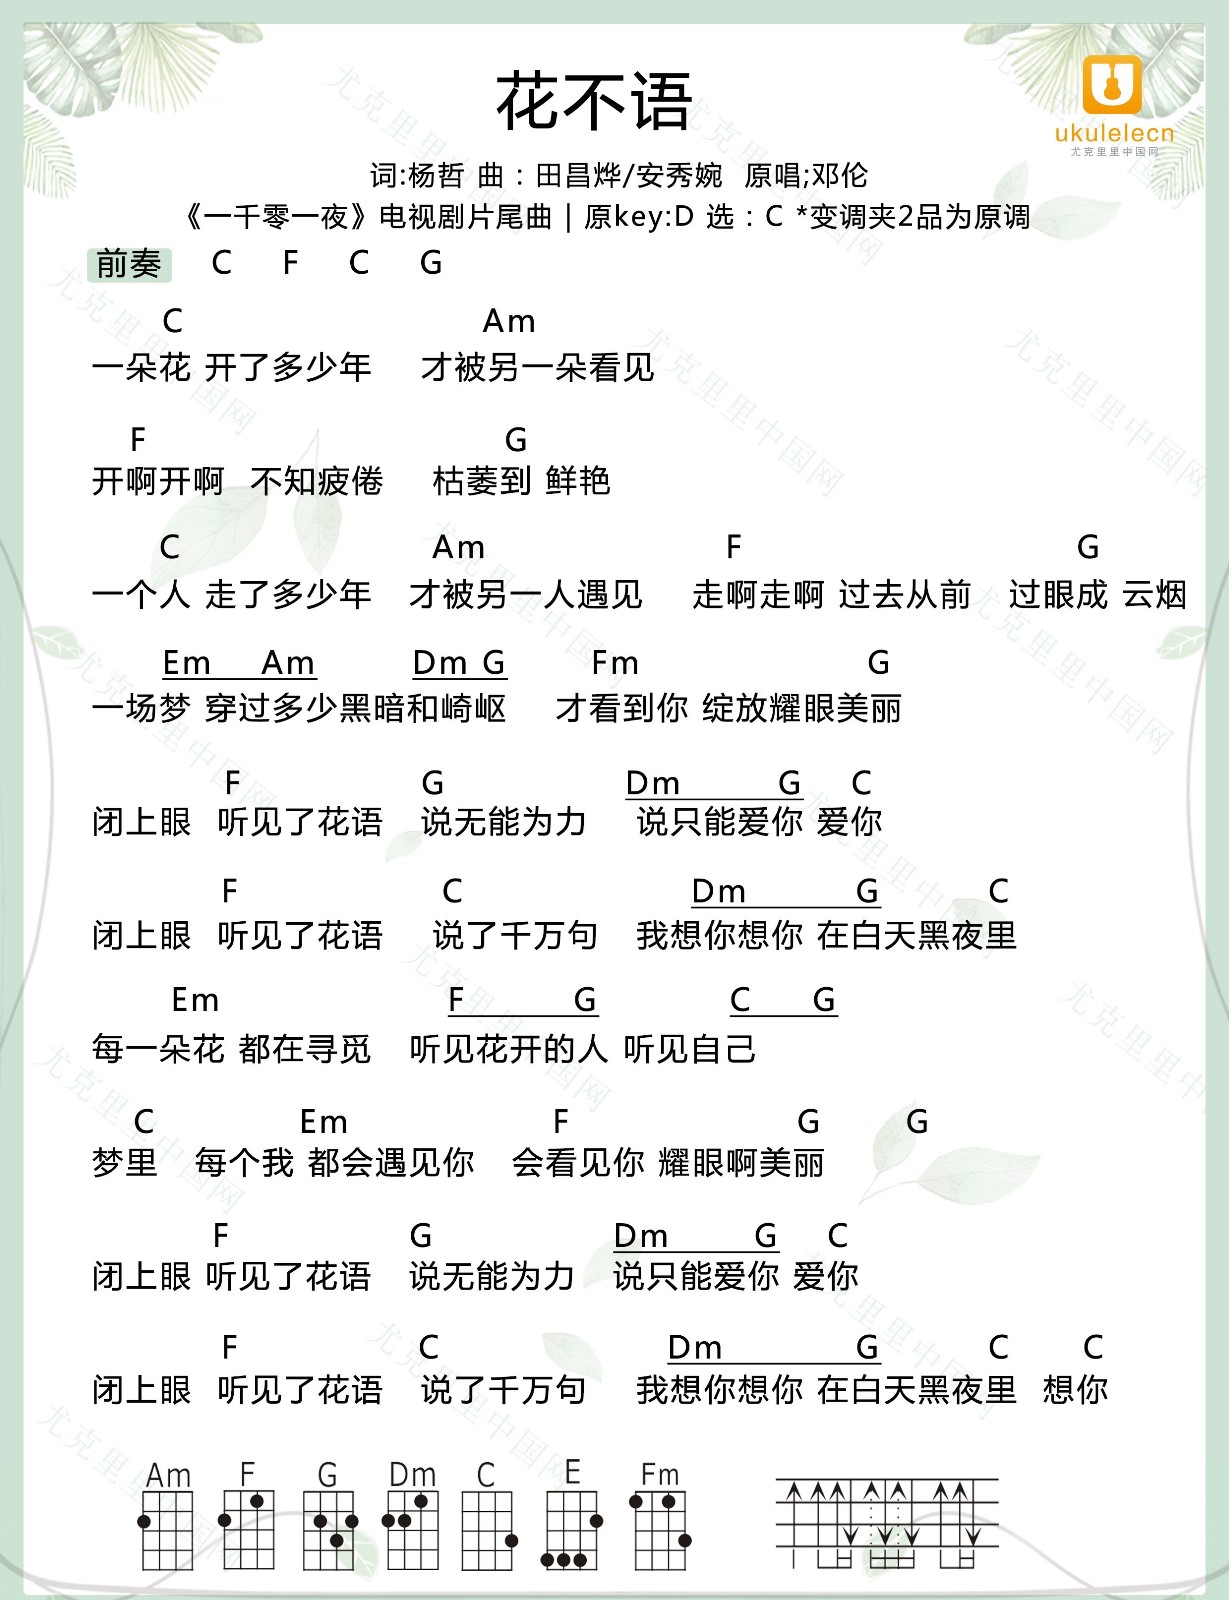 花不语
ukulelecn
尤克里里中国网
词:杨哲 曲：田昌烨/安秀婉 原唱;邓伦
《一千零一夜》电视剧片尾曲 | 原key:D 选：C *变调夹2品为原调
前奏 C F C G
C Am
一朵花 开了多少年 才被另一朵看见
F G
开啊开啊 不知疲倦 枯萎到 鲜艳
C Am F G
一个人 走了多少年 才被另一人遇见 走啊走啊 过去从前 过眼成 云烟
Em Am Dm G Fm G
一场梦 穿过多少黑暗和崎岖 才看到你 绽放耀眼美丽
F G Dm G C
闭上眼 听见了花语 说无能为力 说只能爱你 爱你
F C Dm G C
闭上眼 听见了花语 说了千万句 我想你想你 在白天黑夜里
Em F G C G
每一朵花 都在寻觅 听见花开的人 听见自己
C Em F G G
梦里 每个我 都会遇见你 会看见你 耀眼啊美丽
F G Dm G C
闭上眼 听见了花语 说无能为力 说只能爱你 爱你
F C Dm G C C
闭上眼 听见了花语 说了千万句 我想你想你 在白天黑夜里 想你
Am F G Dm C E Fm